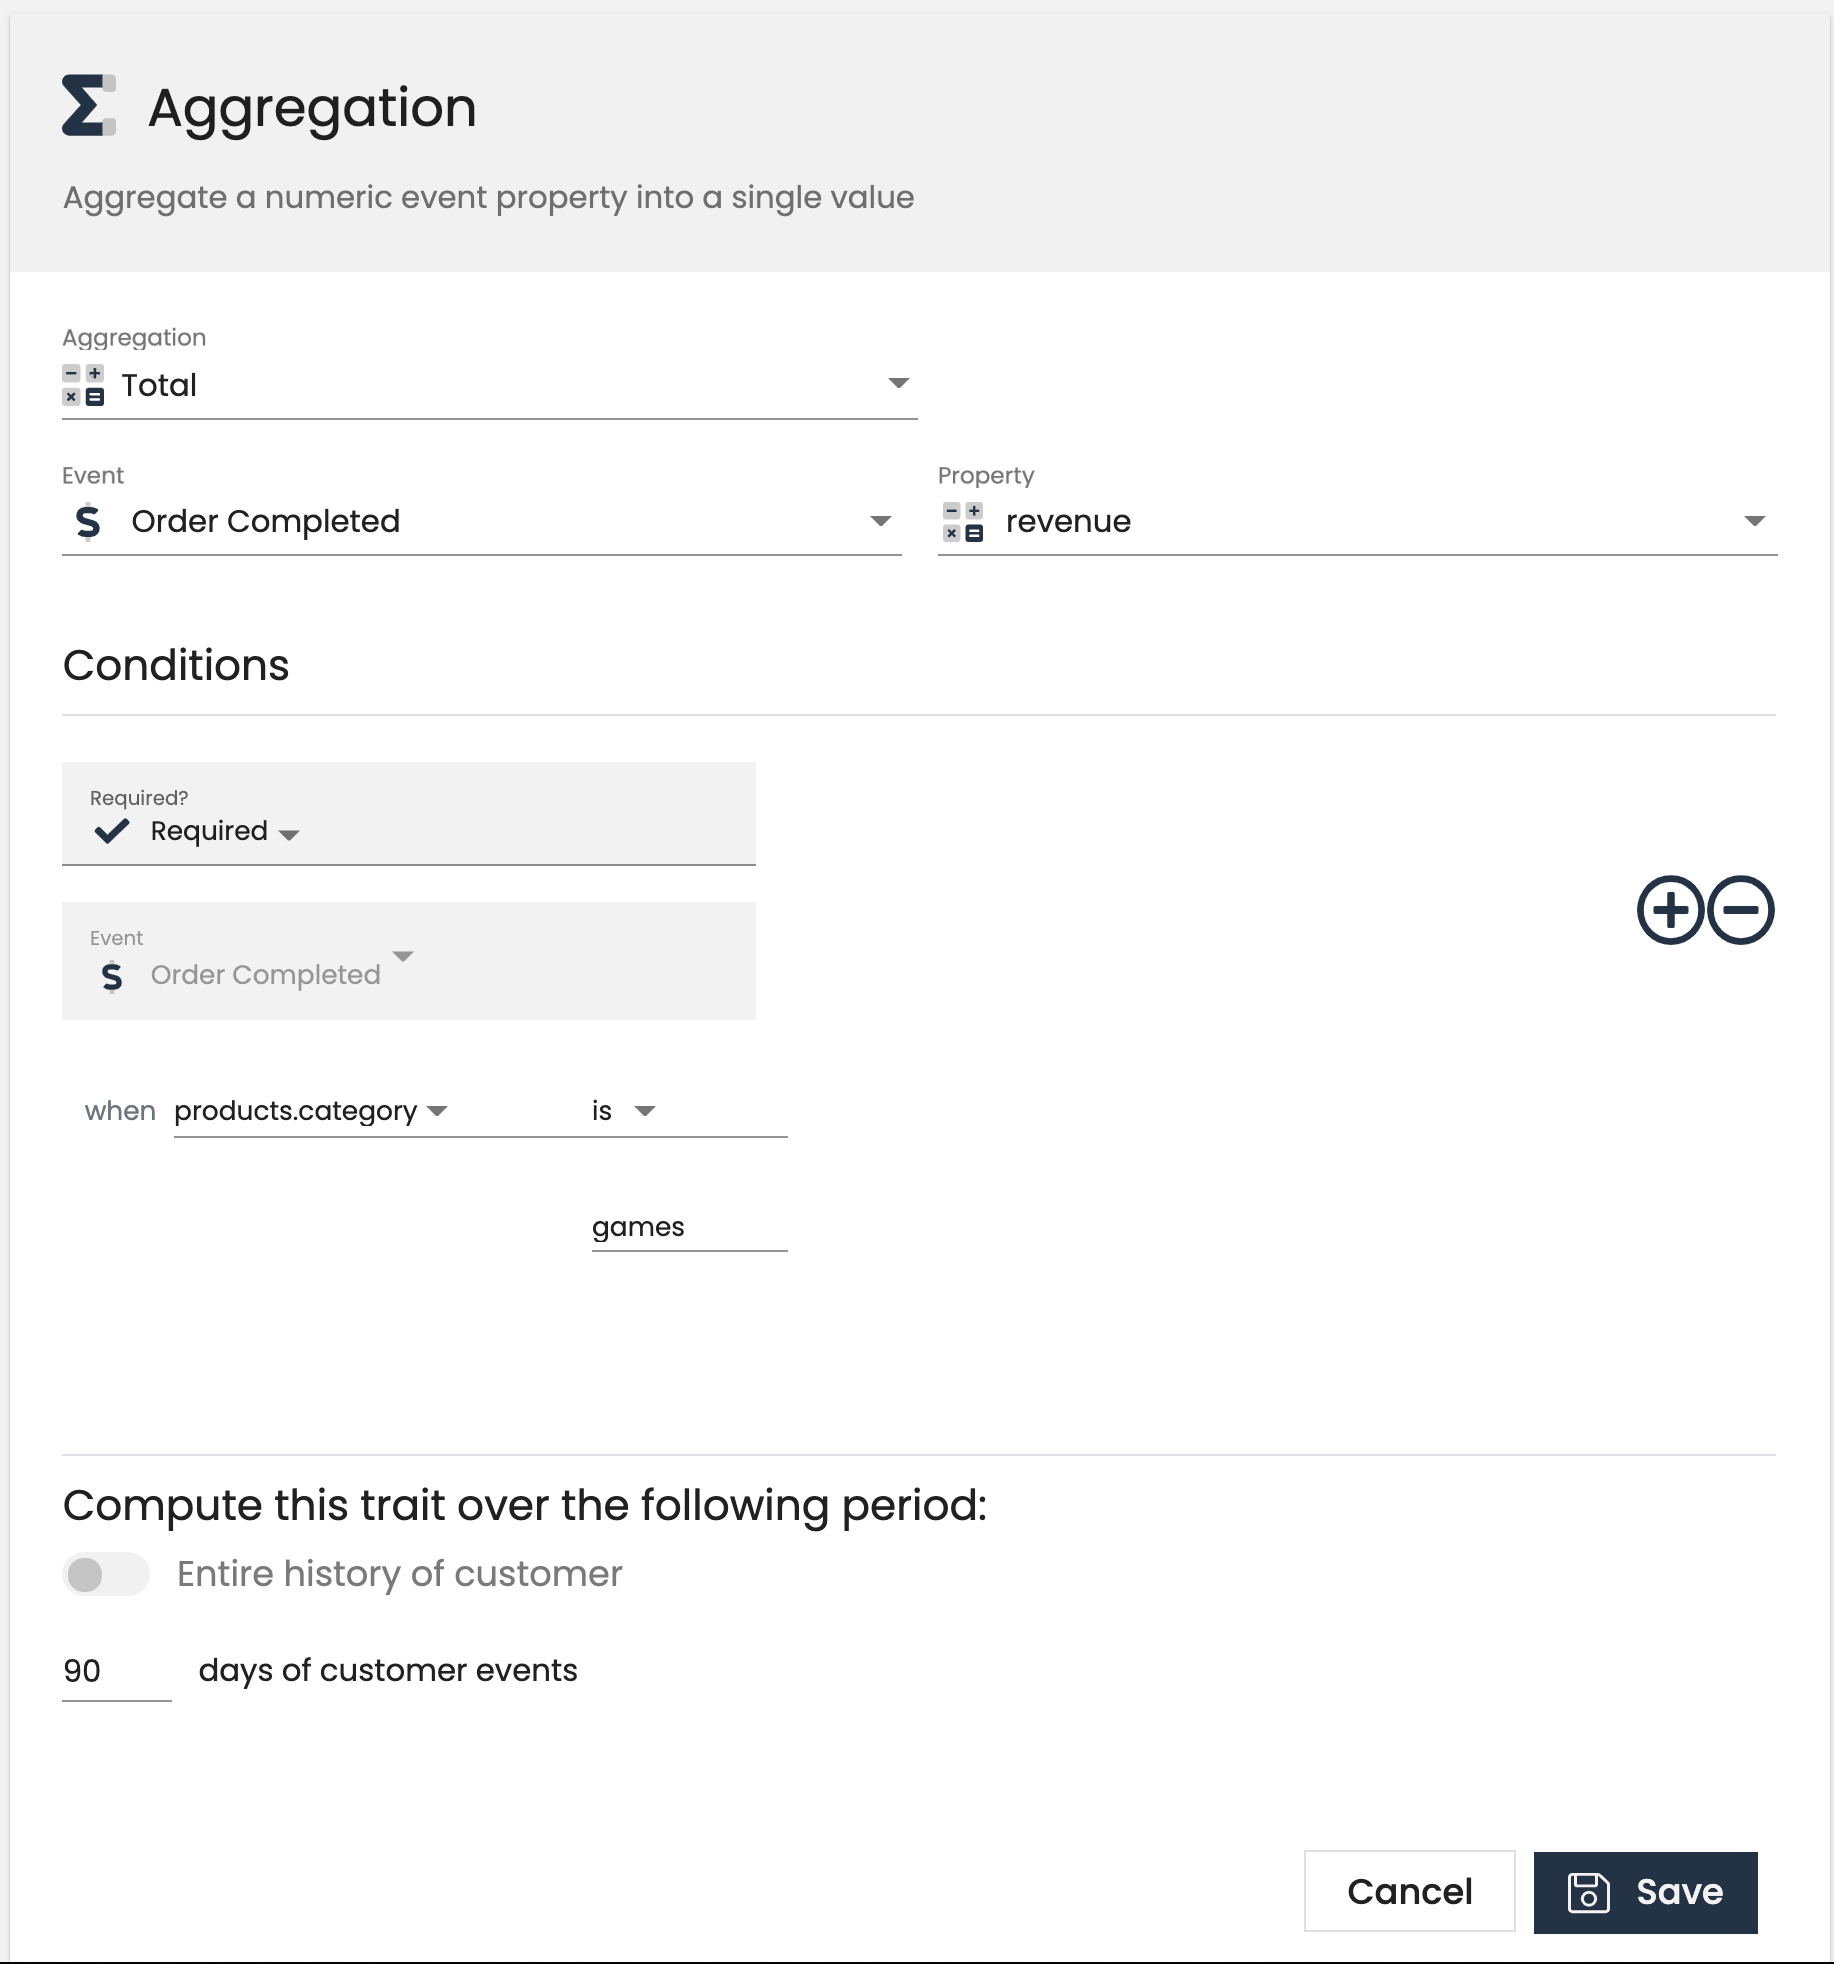 Aggregation
Aggregate a numeric event property into a single value
Aggregation
Total
Event
Property
Order Completed
revenue
Conditions
Required?
Required
Event
Order Completed
when products.category is
games
Compute this trait over the following period:
Entire history of customer
90 days of customer events
Cancel
Save